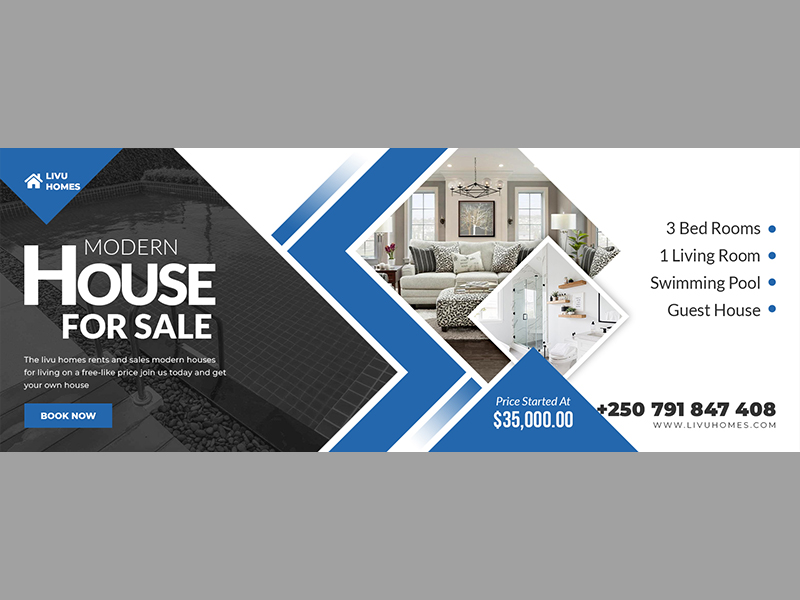 LIVU
HOMES
MODERN
HOUSE
FOR SALE
The livu homes rents and sales modern houses
for living on a free-like price join us today and get
your own house
BOOK NOW
3 Bed Rooms
1 Living Room
Swimming Pool
Guest House
Price Started At
$35,000.00
+250 791 847 408
WWW.LIVUHOMES.COM